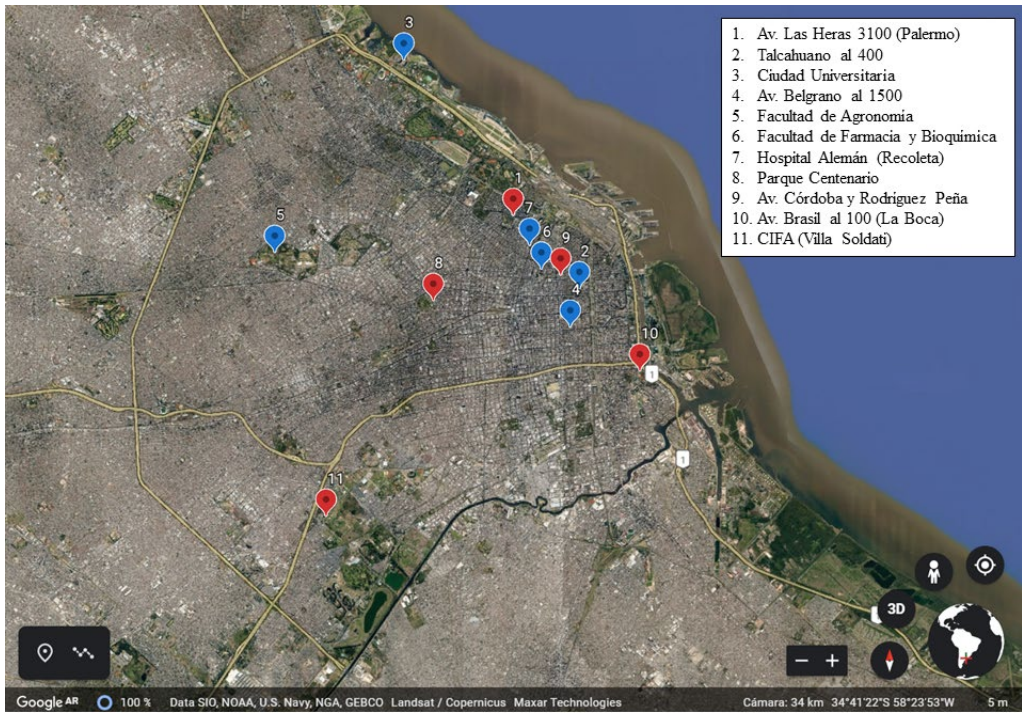 1. Av. Las Heras 3100 (Palermo)
2. Talcahuano al 400
3. Ciudad Universitaria
4. Av. Belgrano al 1500
5. Facultad de Agronomía
6. Facultad de Farmacia y Bioquimica
7. Hospital Alemán (Recoleta)
8. Parque Centenario
9. Av. Córdoba y Rodríguez Peña
10. Av. Brasil al 100 (La Boca)
11. CIFA (Villa Soldati)
3
1
7
5
6
9
2
8
4
10
1
1
11
3D
Google AR 100 % Data SIO, NOAA, U.S. Navy, NGA, GEBCO Landsat / Copernicus Maxar Technologies Cámara: 34 km 34°41'22"S 58°23'53"W 5 m